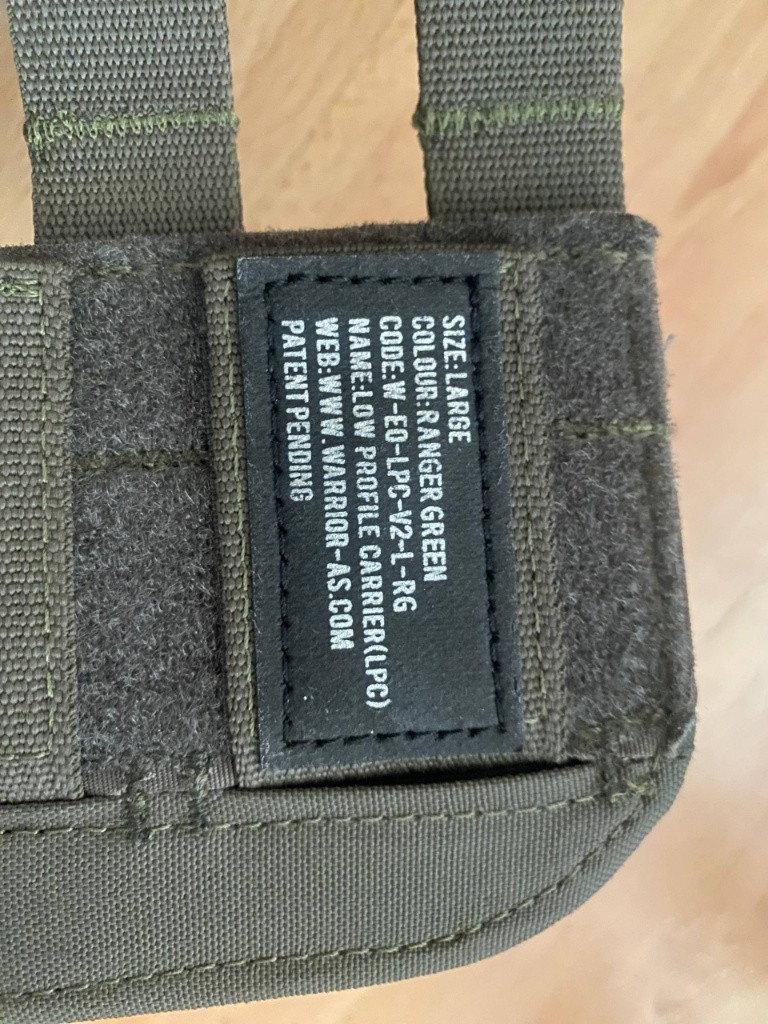 SIZE:LARGE
COLOUR:RANGER GREEN
CODE:W-EO-LPC-V2-L-RG
NAME:LOW PROFILE CARRIER(LPC)
WEB:WWW.WARRIOR-AS.COM
PATENT PENDING